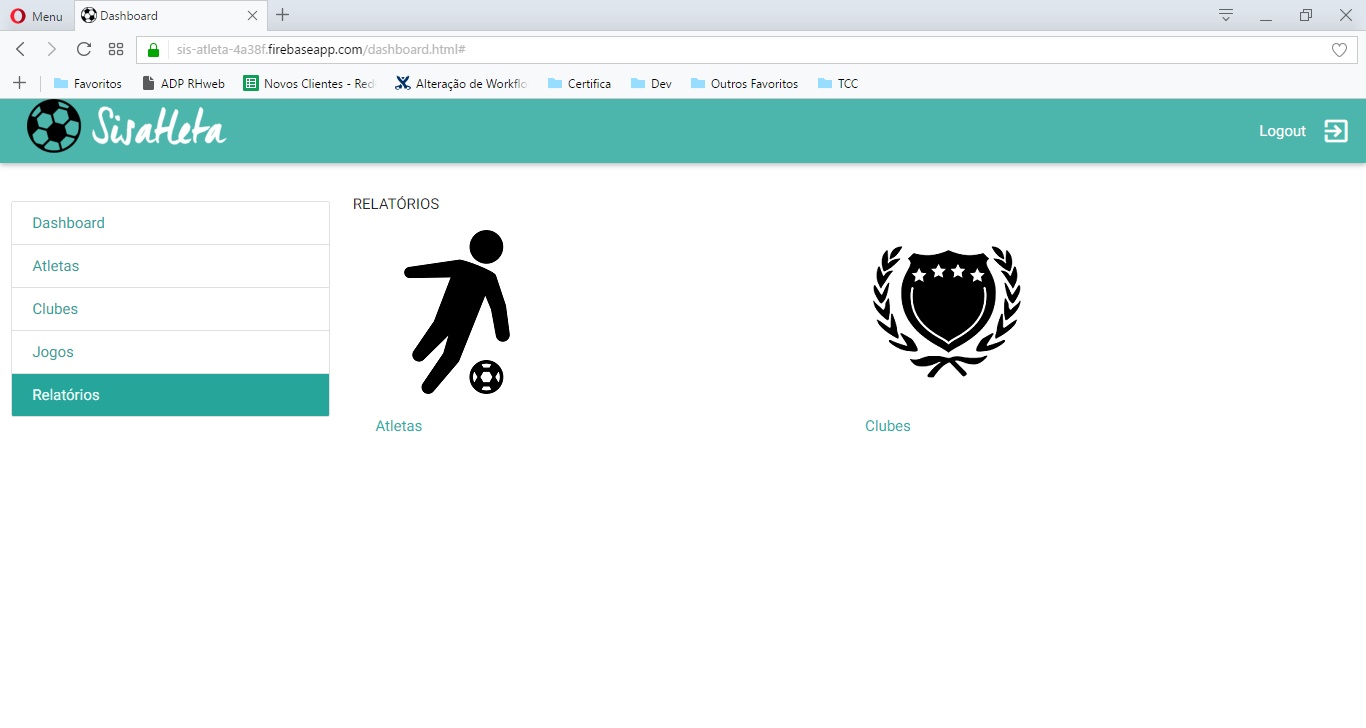 Menu
Dashboard
sis-atleta-4a38f.firebaseapp.com/dashboard.html#
Favoritos
ADP RHweb
Novos Clientes - Red
Alteração de Workflo
Certifica
Dev
Outros Favoritos
TCC
Sisatleta
Logout
Dashboard
Atletas
Clubes
Jogos
Relatórios
RELATÓRIOS
Atletas
Clubes